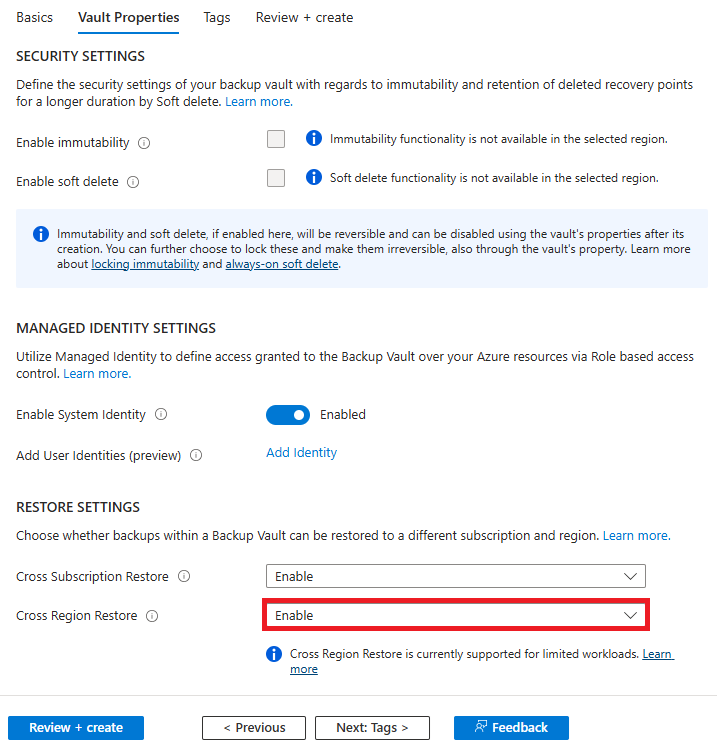 Basics Vault Properties Tags Review + create
SECURITY SETTINGS
Define the security settings of your backup vault with regards to immutability and retention of deleted recovery points
for a longer duration by Soft delete. Learn more.
Enable immutability Immutability functionality is not available in the selected region.
Enable soft delete Soft delete functionality is not available in the selected region.
Immutability and soft delete, if enabled here, will be reversible and can be disabled using the vault's properties after its
creation. You can further choose to lock these and make them irreversible, also through the vault's property. Learn more
about locking immutability and always-on soft delete.
MANAGED IDENTITY SETTINGS
Utilize Managed Identity to define access granted to the Backup Vault over your Azure resources via Role based access
control. Learn more.
Enable System Identity Enabled
Add User Identities (preview) Add Identity
RESTORE SETTINGS
Choose whether backups within a Backup Vault can be restored to a different subscription and region. Learn more.
Cross Subscription Restore Enable
Cross Region Restore Enable
Cross Region Restore is currently supported for limited workloads. Learn
more
Review + create < Previous Next: Tags > Feedback